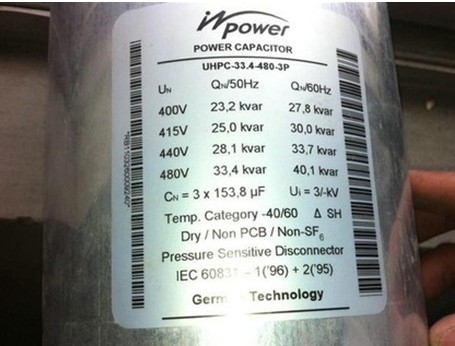 inpower
POWER CAPACITOR
UHPC-33.4-480-3P
UN QN/50Hz QN/60Hz
400V 23,2 kvar 27,8 kvar
415V 25,0 kvar 30,0 kvar
440V 28,1 kvar 33,7 kvar
480V 33,4 kvar 40,1 kvar
CN = 3 x 153,8 µF Ui = 3/-kV
Temp. Category -40/60 Δ SH
Dry / Non PCB / Non-SF6
Pressure Sensitive Disconnector
IEC 60831 - 1('96) + 2('95)
German Technology